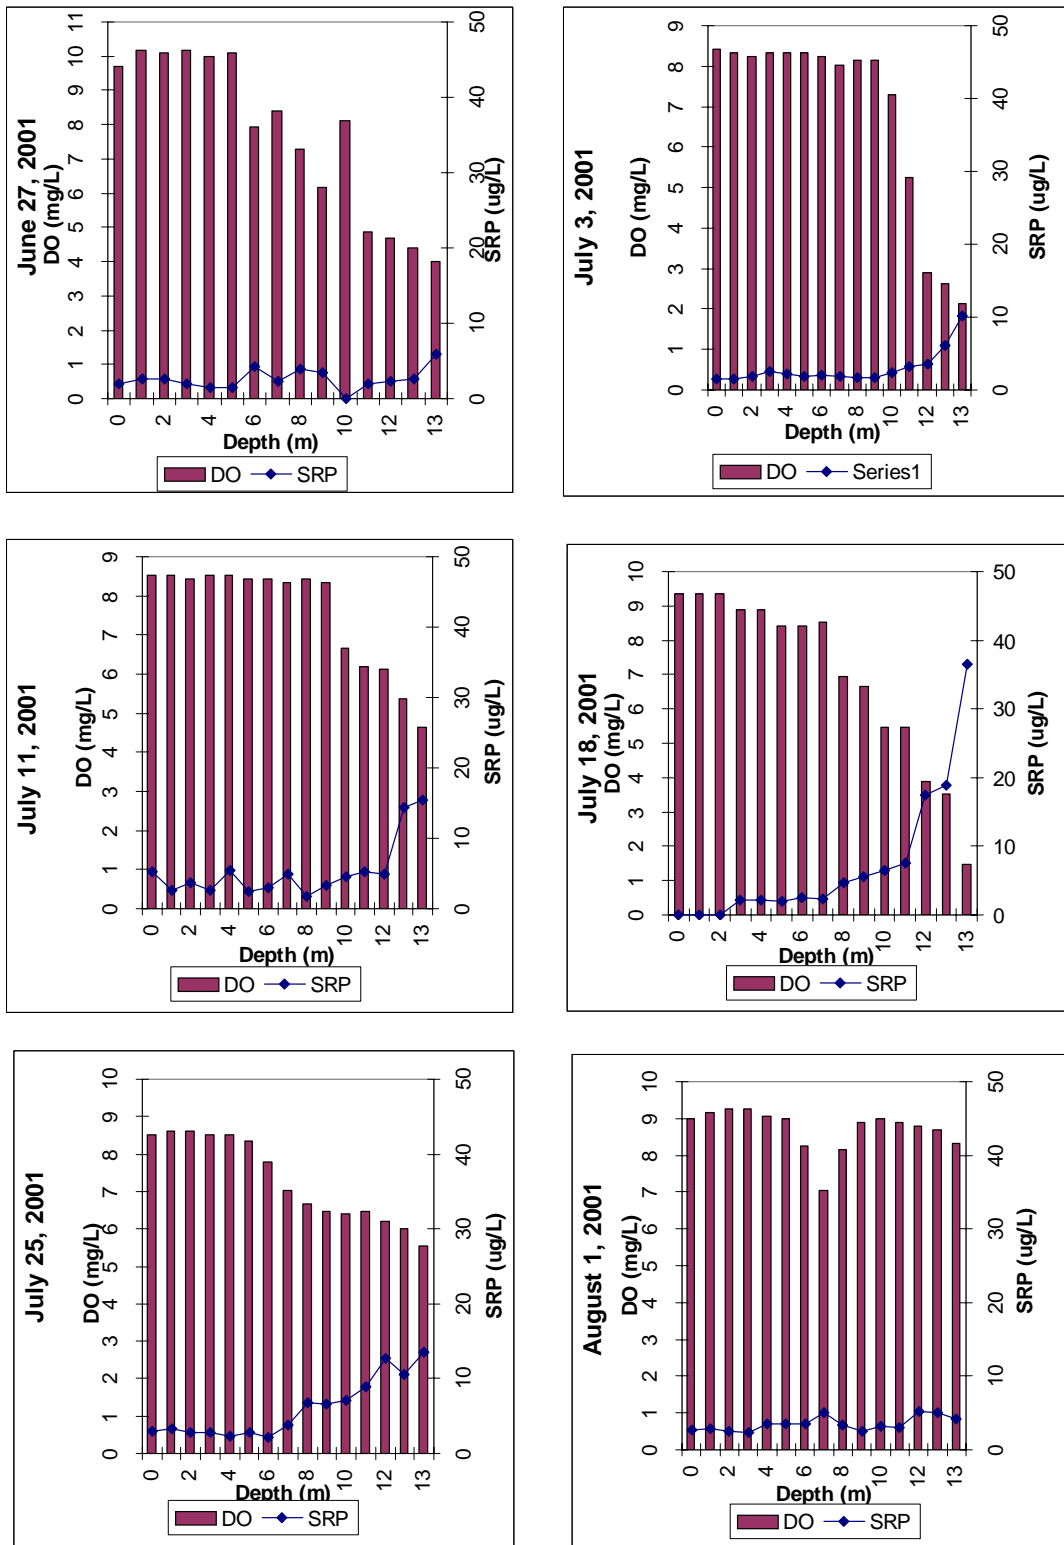 June 27, 2001
DO (mg/L)
11
10
9
8
7
6
5
4
3
2
1
0
50
40
30
20
10
0
SRP (ug/L)
0 2 4 6 8 10 12 13
Depth (m)
DO SRP
July 3, 2001
DO (mg/L)
9
8
7
6
5
4
3
2
1
0
50
40
30
20
10
0
SRP (ug/L)
0 2 4 6 8 10 12 13
Depth (m)
DO Series1
July 11, 2001
DO (mg/L)
9
8
7
6
5
4
3
2
1
0
50
40
30
20
10
0
SRP (ug/L)
0 2 4 6 8 10 12 13
Depth (m)
DO SRP
July 18, 2001
DO (mg/L)
10
9
8
7
6
5
4
3
2
1
0
50
40
30
20
10
0
SRP (ug/L)
0 2 4 6 8 10 12 13
Depth (m)
DO SRP
July 25, 2001
DO (mg/L)
10
9
8
7
6
5
4
3
2
1
0
50
40
30
20
10
0
SRP (ug/L)
0 2 4 6 8 10 12 13
Depth (m)
DO SRP
August 1, 2001
DO (mg/L)
10
9
8
7
6
5
4
3
2
1
0
50
40
30
20
10
0
SRP (ug/L)
0 2 4 6 8 10 12 13
Depth (m)
DO SRP